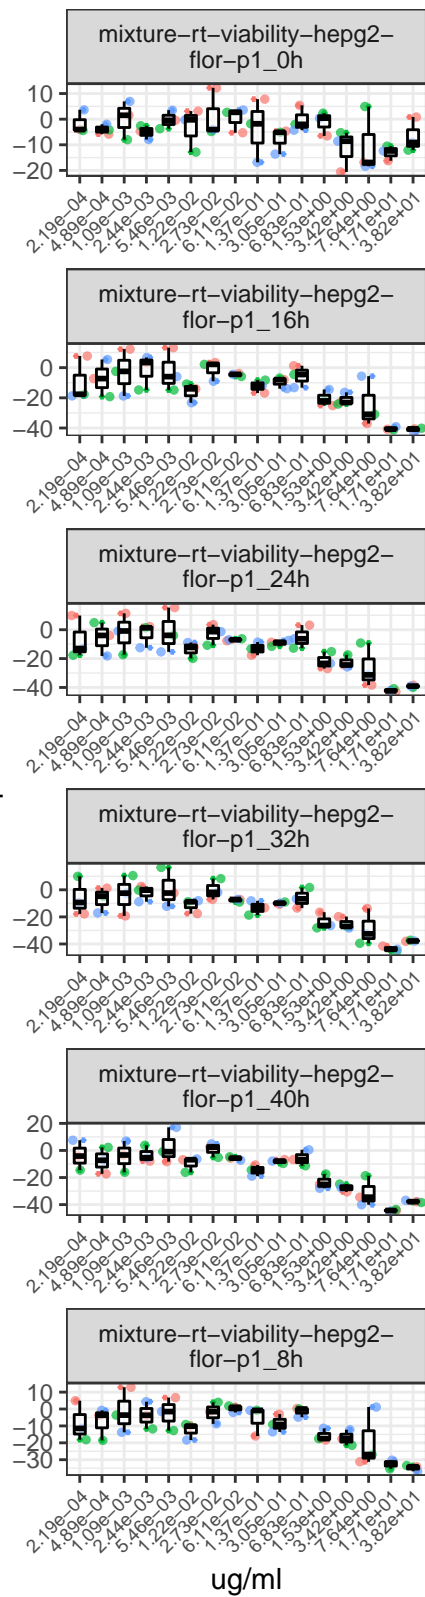 mixture−rt−viability−hepg2−
flor−p1_0h
10
0
−10
−20
2.19e−04
4.89e−04
1.09e−03
2.44e−03
5.46e−03
1.22e−02
2.73e−02
6.11e−02
1.37e−01
3.05e−01
6.83e−01
1.53e+00
3.42e+00
7.64e+00
1.71e+01
3.82e+01
mixture−rt−viability−hepg2−
flor−p1_16h
0
−20
−40
2.19e−04
4.89e−04
1.09e−03
2.44e−03
5.46e−03
1.22e−02
2.73e−02
6.11e−02
1.37e−01
3.05e−01
6.83e−01
1.53e+00
3.42e+00
7.64e+00
1.71e+01
3.82e+01
mixture−rt−viability−hepg2−
flor−p1_24h
0
−20
−40
2.19e−04
4.89e−04
1.09e−03
2.44e−03
5.46e−03
1.22e−02
2.73e−02
6.11e−02
1.37e−01
3.05e−01
6.83e−01
1.53e+00
3.42e+00
7.64e+00
1.71e+01
3.82e+01
mixture−rt−viability−hepg2−
flor−p1_32h
0
−20
−40
2.19e−04
4.89e−04
1.09e−03
2.44e−03
5.46e−03
1.22e−02
2.73e−02
6.11e−02
1.37e−01
3.05e−01
6.83e−01
1.53e+00
3.42e+00
7.64e+00
1.71e+01
3.82e+01
mixture−rt−viability−hepg2−
flor−p1_40h
20
0
−20
−40
2.19e−04
4.89e−04
1.09e−03
2.44e−03
5.46e−03
1.22e−02
2.73e−02
6.11e−02
1.37e−01
3.05e−01
6.83e−01
1.53e+00
3.42e+00
7.64e+00
1.71e+01
3.82e+01
mixture−rt−viability−hepg2−
flor−p1_8h
10
0
−10
−20
−30
2.19e−04
4.89e−04
1.09e−03
2.44e−03
5.46e−03
1.22e−02
2.73e−02
6.11e−02
1.37e−01
3.05e−01
6.83e−01
1.53e+00
3.42e+00
7.64e+00
1.71e+01
3.82e+01
ug/ml